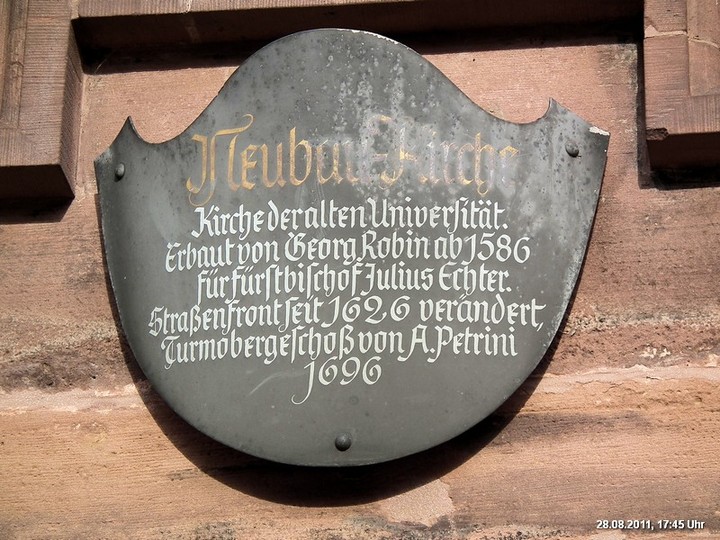 Neubau-Kirche
Kirche der alten Universität.
Erbaut von Georg Robin ab 1586
für Fürstbischof Julius Echter.
Straßenfront seit 1626 verändert,
Turmobergeschoß von A. Petrini
1696
28.08.2011, 17:45 Uhr